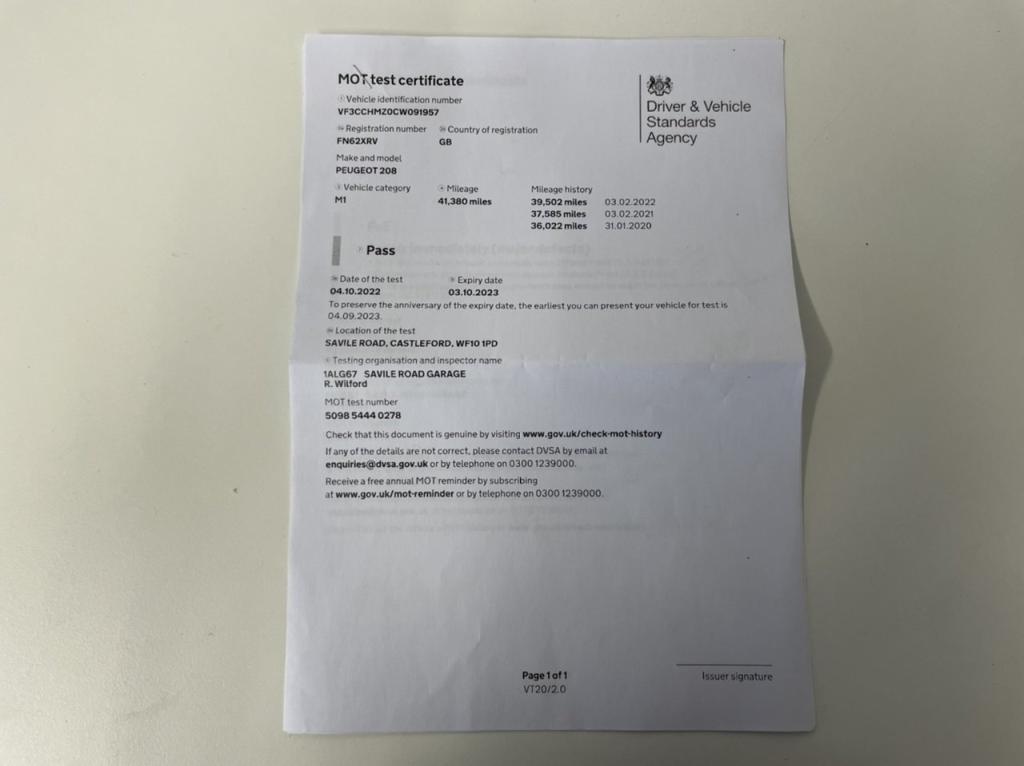 MOT test certificate
Driver & Vehicle
Standards
Agency
Vehicle identification number
VF3CCHMZ0CW091957
Registration number Country of registration
FN62XRV GB
Make and model
PEUGEOT 208
Vehicle category Mileage Mileage history
M1 41,380 miles 39,502 miles 03.02.2022
37,585 miles 03.02.2021
36,022 miles 31.01.2020
Pass
Date of the test Expiry date
04.10.2022 03.10.2023
To preserve the anniversary of the expiry date, the earliest you can present your vehicle for test is
04.09.2023.
Location of the test
SAVILE ROAD, CASTLEFORD, WF10 1PD
Testing organisation and inspector name
1ALG67 SAVILE ROAD GARAGE
R. Wilford
MOT test number
5098 5444 0278
Check that this document is genuine by visiting www.gov.uk/check-mot-history
If any of the details are not correct, please contact DVSA by email at
enquiries@dvsa.gov.uk or by telephone on 0300 1239000.
Receive a free annual MOT reminder by subscribing
at www.gov.uk/mot-reminder or by telephone on 0300 1239000.
Page 1 of 1
VT20/2.0
Issuer signature